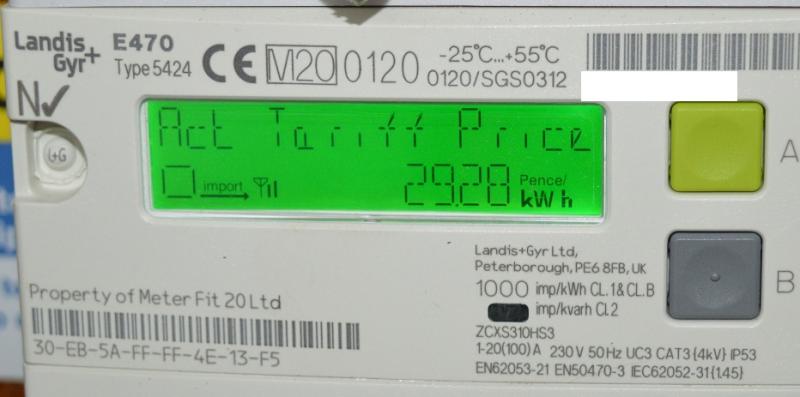 Landis+
Gyr
E470
Type 5424
CE M20 0120
-25°C...+55°C
0120/SGS0312
N✓
L+G
Act Tariff Price
import
29.28 Pence/
kWh
A
B
Landis+Gyr Ltd,
Peterborough, PE6 8FB, UK
1000 imp/kWh CL.1&CL.B
imp/kvarh Cl.2
ZCXS310HS3
1-20(100)A 230V 50Hz UC3 CAT3{4kV} IP53
EN62053-21 EN50470-3 IEC62052-31{1.45}
Property of Meter Fit 20 Ltd
30-EB-5A-FF-FF-4E-13-F5